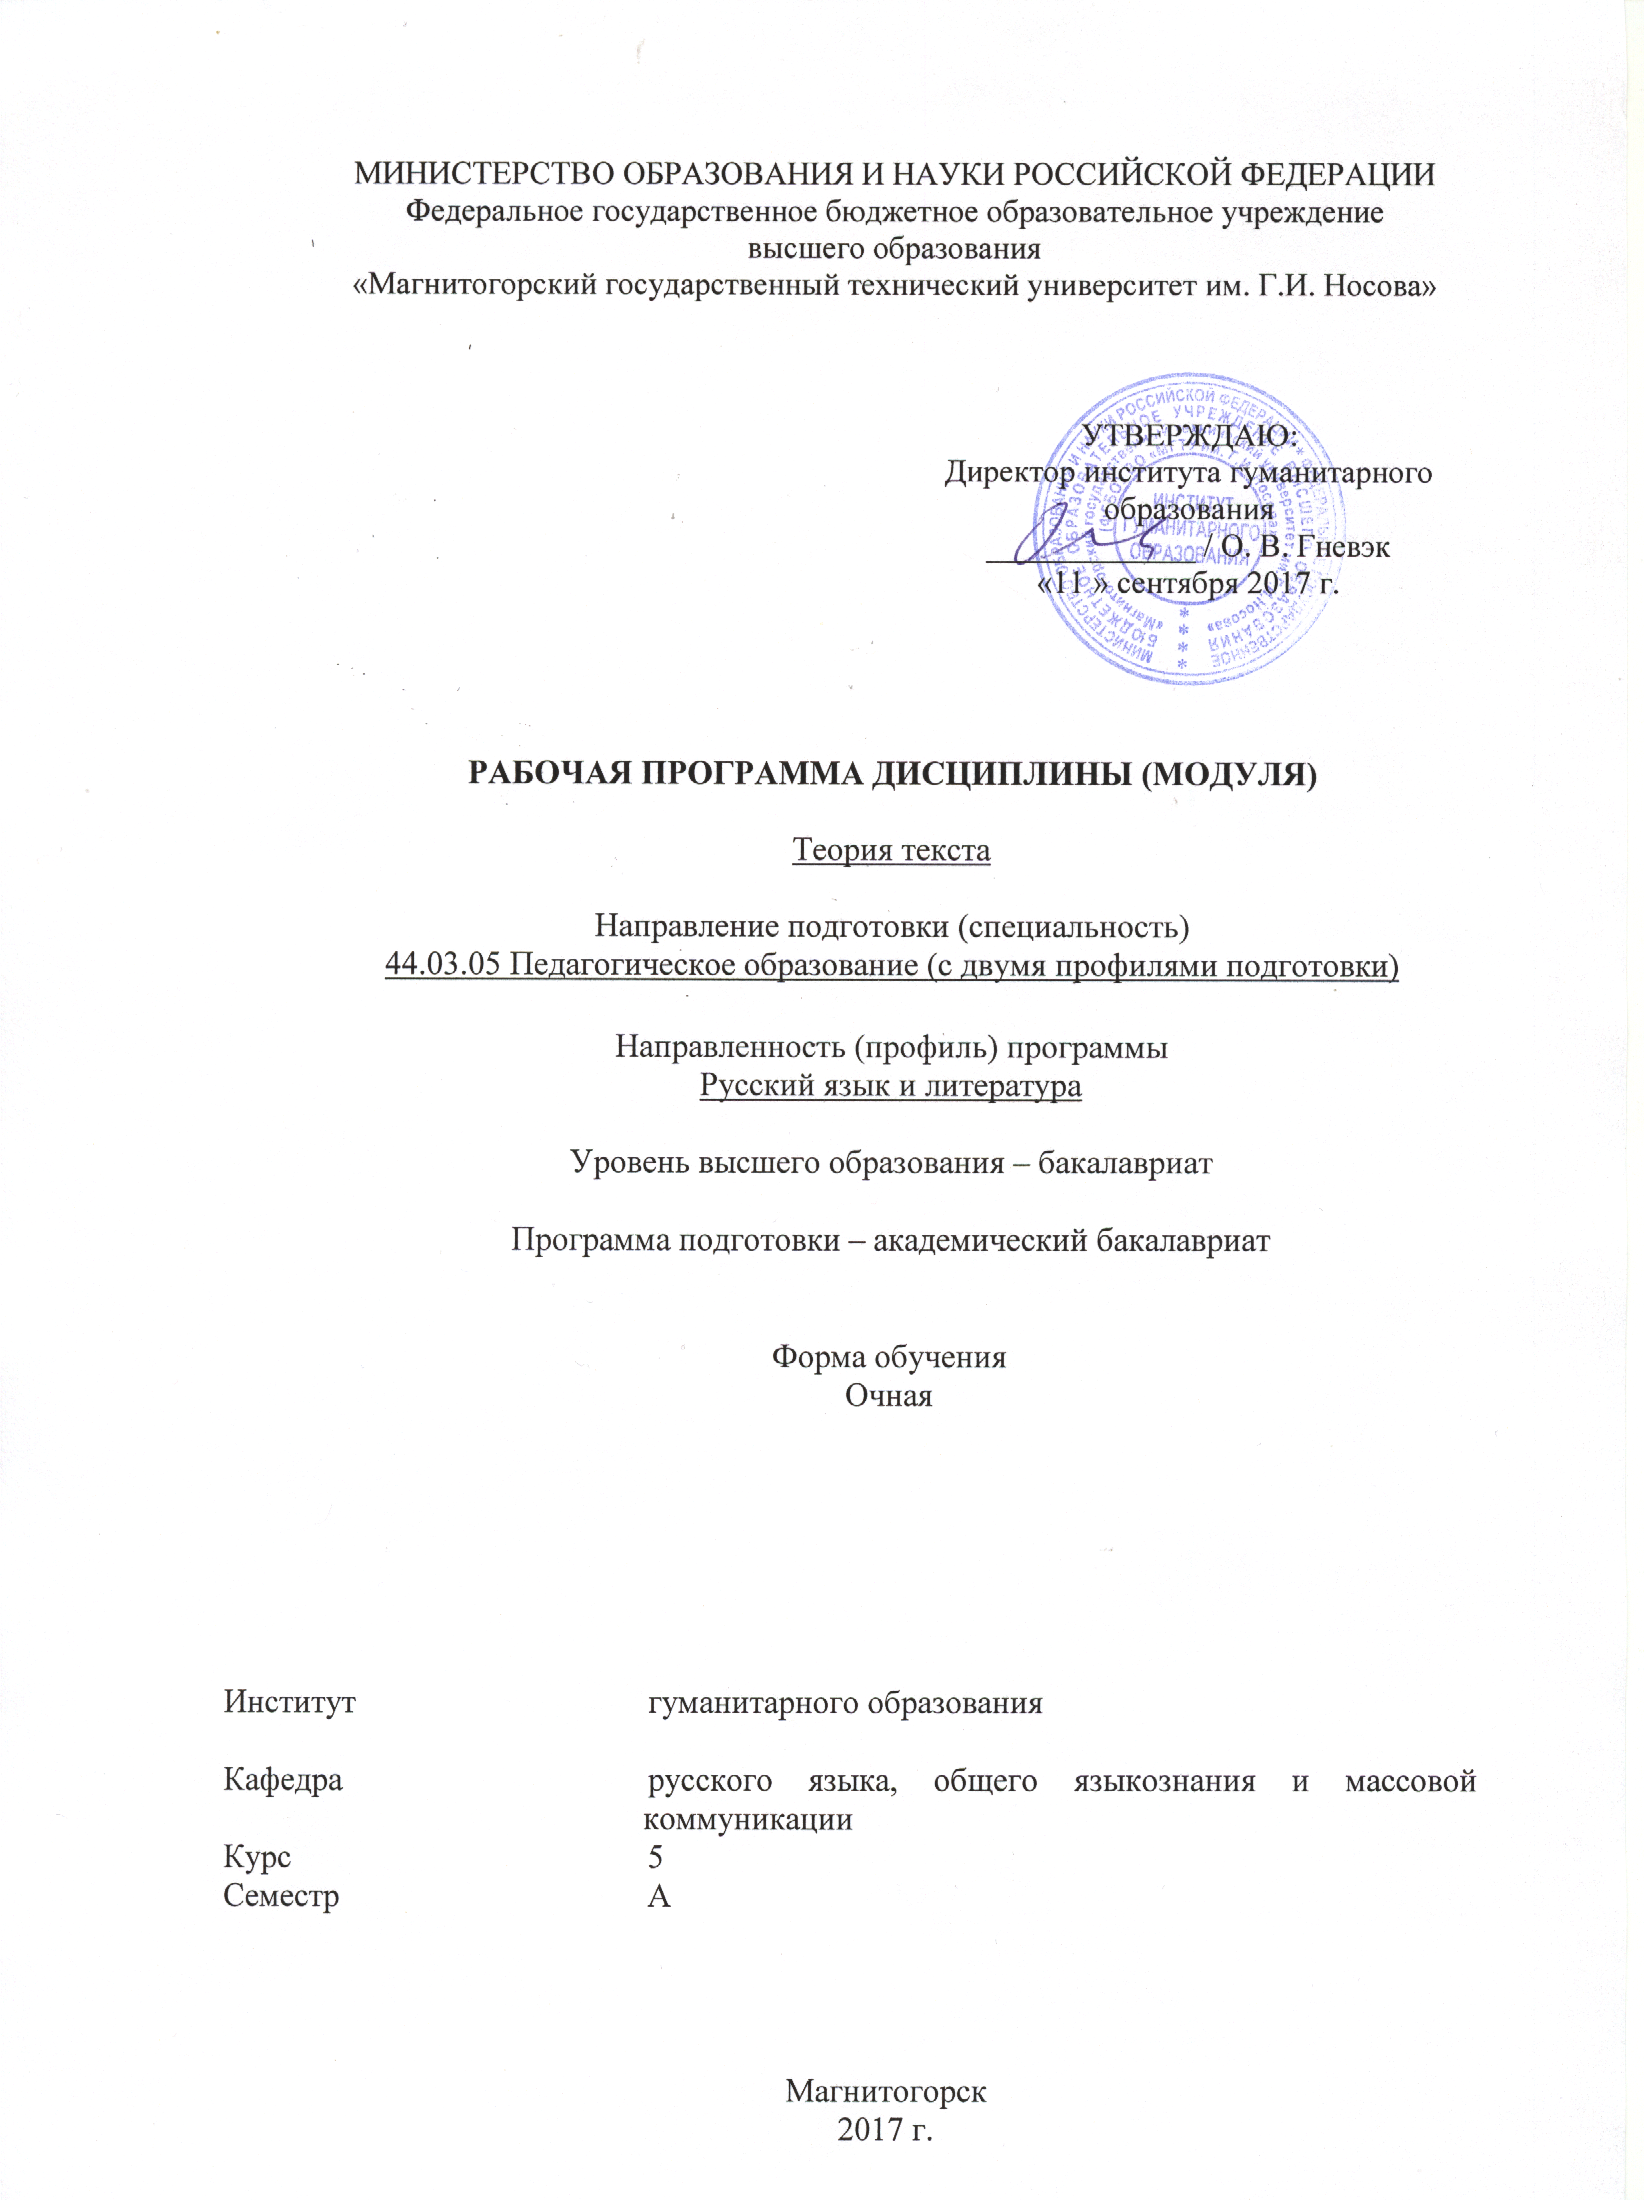 МИНИСТЕРСТВО ОБРАЗОВАНИЯ И НАУКИ РОССИЙСКОЙ ФЕДЕРАЦИИ
Федеральное государственное бюджетное образовательное учреждение
высшего образования
«Магнитогорский государственный технический университет им. Г.И. Носова»
УТВЕРЖДАЮ:
Директор института гуманитарного
образования
/ О. В. Гневэк
«11 » сентября 2017 г.
ИНСТИТУТ
ГУМАНИТАРНОГО
ОБРАЗОВАНИЯ
РАБОЧАЯ ПРОГРАММА ДИСЦИПЛИНЫ (МОДУЛЯ)
Теория текста
Направление подготовки (специальность)
44.03.05 Педагогическое образование (с двумя профилями подготовки)
Направленность (профиль) программы
Русский язык и литература
Уровень высшего образования – бакалавриат
Программа подготовки – академический бакалавриат
Форма обучения
Очная
Институт гуманитарного образования
Кафедра русского языка, общего языкознания и массовой
коммуникации
Курс 5
Семестр А
Магнитогорск
2017 г.